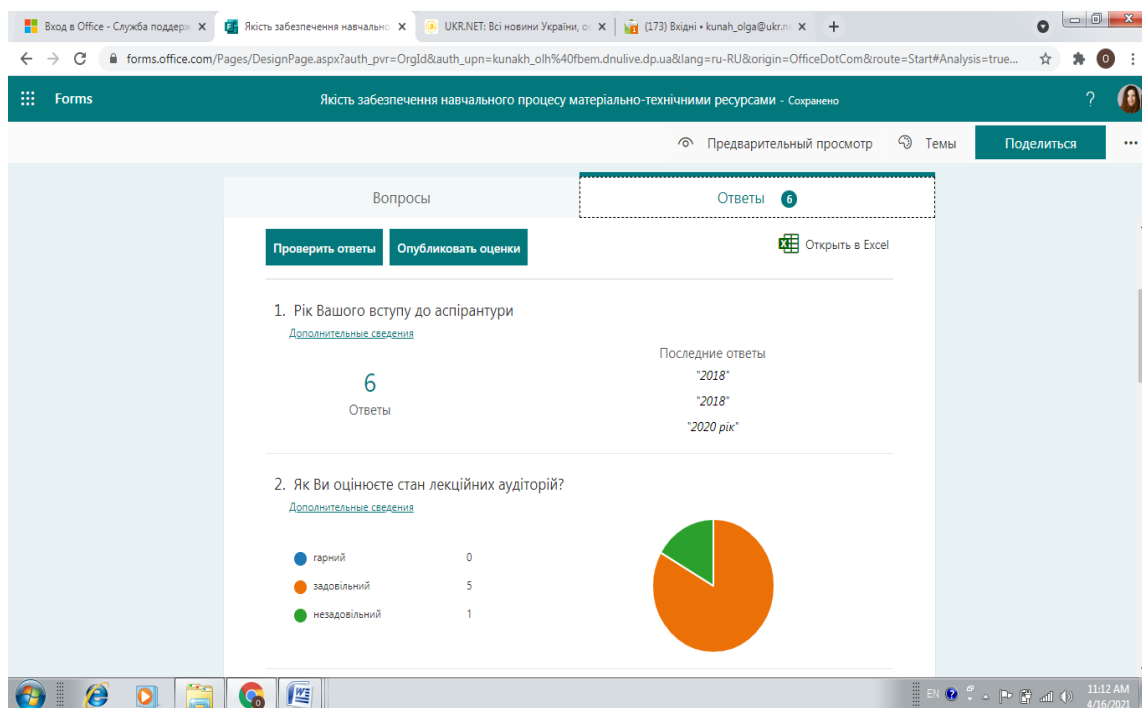 Вход в Office - Служба поддерж
Якість забезпечення навчально
UKR.NET: Всі новини України, о
(173) Вхідні • kunah_olga@ukr.n
forms.office.com/Pages/DesignPage.aspx?auth_pvr=OrgId&auth_upn=kunakh_olh%40fbem.dnulive.dp.ua&lang=ru-RU&origin=OfficeDotCom&route=Start#Analysis=true...
O
Forms
Якість забезпечення навчального процесу матеріально-технічними ресурсами - Сохранено
?
Предварительный просмотр
Темы
Поделиться
Вопросы
Ответы 6
Проверить ответы
Опубликовать оценки
Открыть в Excel
1. Рік Вашого вступу до аспірантури
Дополнительные сведения
6
Ответы
Последние ответы
"2018"
"2018"
"2020 рік"
2. Як Ви оцінюєте стан лекційних аудіторій?
Дополнительные сведения
гарний 0
задовільний 5
незадовільний 1
EN
11:12 AM
4/16/2021